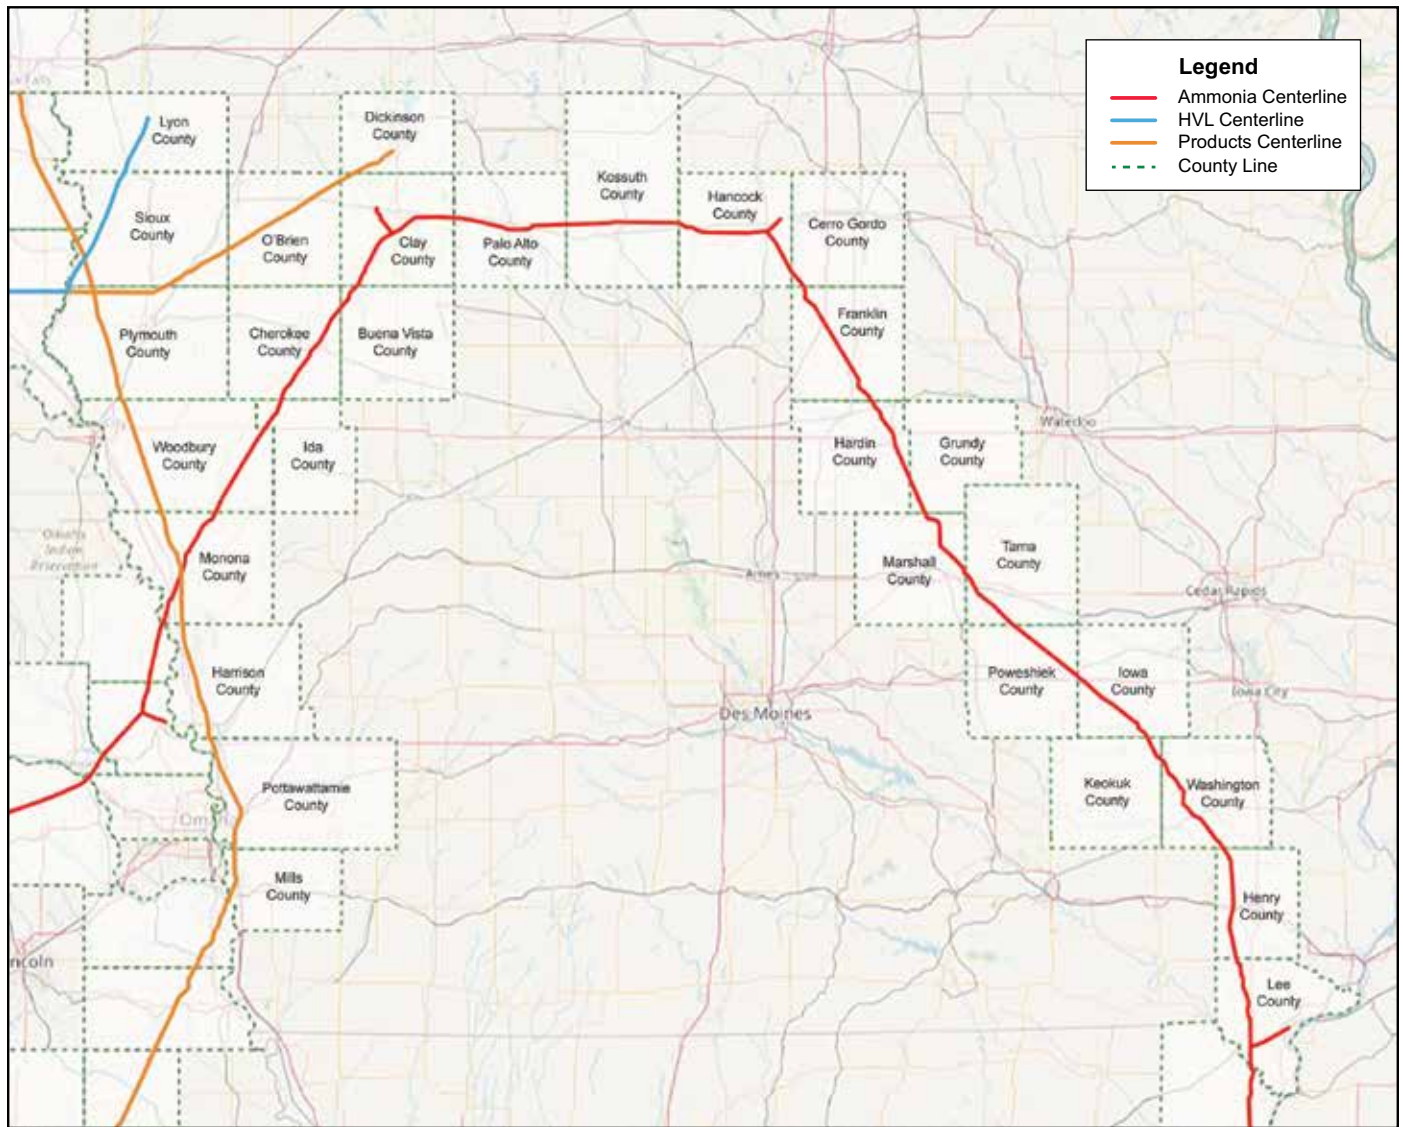 Legend
Ammonia Centerline
HVL Centerline
Products Centerline
County Line
Lyon
County
Dickinson
County
Kossuth
County
Hancock
County
Sioux
County
O'Brien
County
Clay
County
Palo Alto
County
Cerro Gordo
County
Plymouth
County
Cherokee
County
Buena Vista
County
Franklin
County
Waterloo
Woodbury
County
Ida
County
Hardin
County
Grundy
County
Omaha
Indian
Reservation
Monona
County
Ames
Marshall
County
Tama
County
Cedar Rapids
Harrison
County
Poweshiek
County
Iowa
County
Iowa City
Des Moines
Pottawattamie
County
Keokuk
County
Washington
County
Mills
County
Henry
County
ncoln
Lee
County